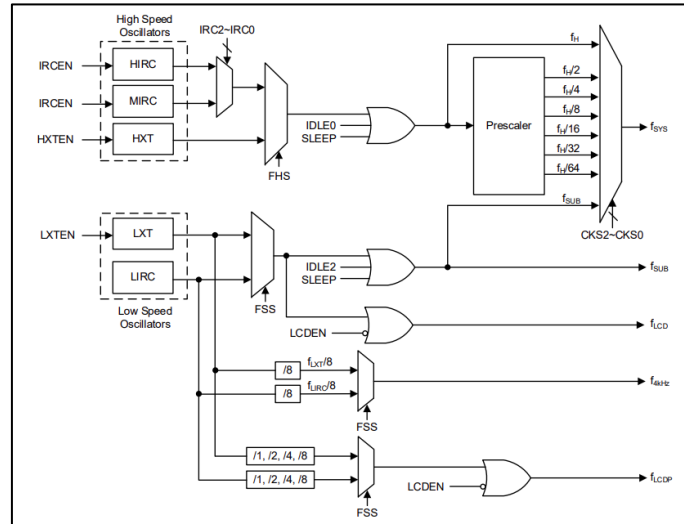 High Speed
Oscillators
IRC2~IRC0
IRCEN
HIRC
IRCEN
MIRC
HXTEN
HXT
FHS
IDLE0
SLEEP
Prescaler
fH
fH/2
fH/4
fH/8
fH/16
fH/32
fH/64
fSUB
fSYS
CKS2~CKS0
LXTEN
LXT
LIRC
Low Speed
Oscillators
FSS
IDLE2
SLEEP
fSUB
LCDEN
fLCD
/8
fLXT/8
/8
fLIRC/8
FSS
f4kHz
/1, /2, /4, /8
/1, /2, /4, /8
FSS
LCDEN
fLCDP